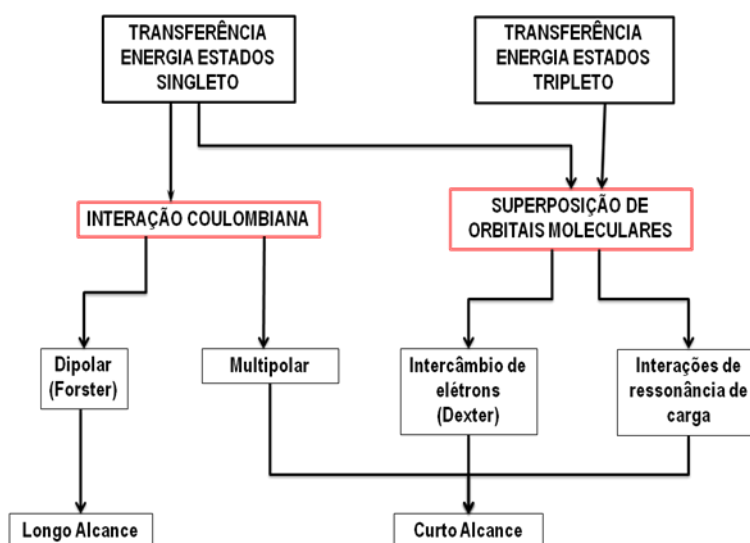 TRANSFERÊNCIA
ENERGIA ESTADOS
SINGLETO
TRANSFERÊNCIA
ENERGIA ESTADOS
TRIPLETO
INTERAÇÃO COULOMBIANA
SUPERPOSIÇÃO DE
ORBITAIS MOLECULARES
Dipolar
(Forster)
Multipolar
Intercâmbio de
elétrons
(Dexter)
Interações de
ressonância de
carga
Longo Alcance
Curto Alcance